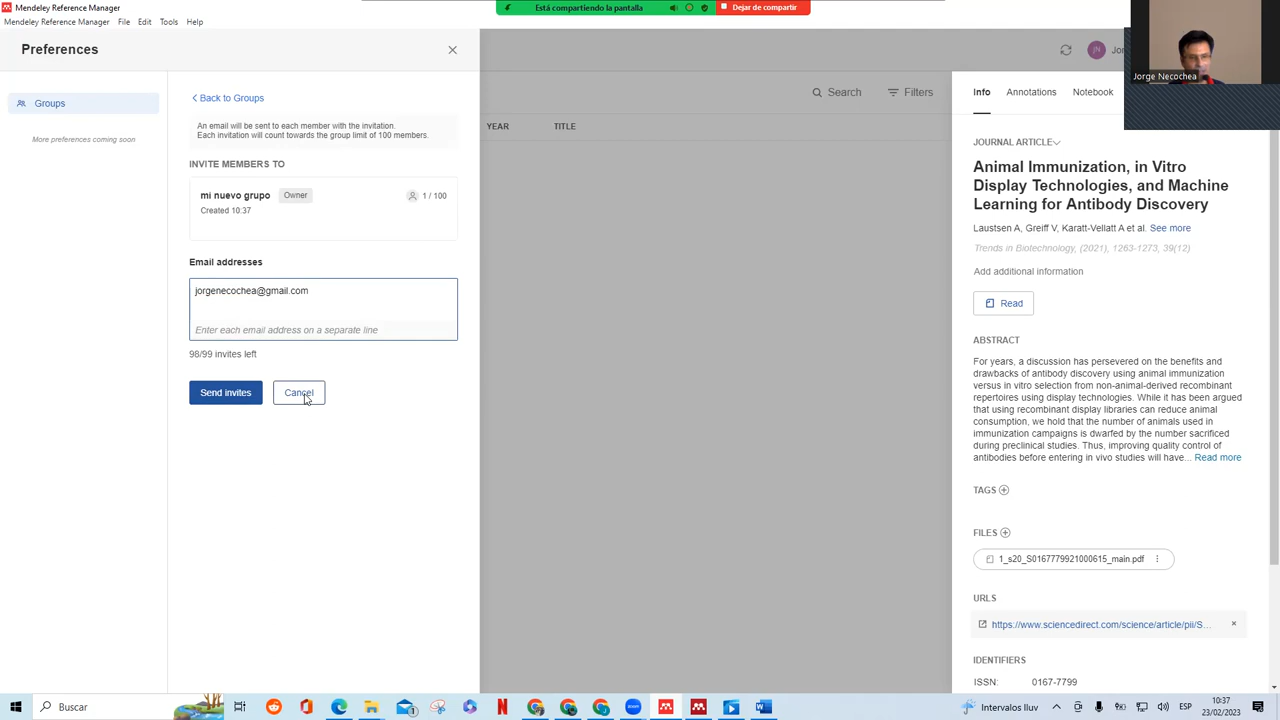 Mendeley Reference Manager
Está compartiendo la pantalla
Dejar de compartir
Mendeley Reference Manager File Edit Tools Help
Jorge Necochea
Preferences
JN
Jor
Groups
More preferences coming soon
Back to Groups
An email will be sent to each member with the invitation.
Each invitation will count towards the group limit of 100 members.
INVITE MEMBERS TO
mi nuevo grupo Owner 1 / 100
Created 10:37
Email addresses
jorgenecochea@gmail.com
Enter each email address on a separate line
98/99 invites left
Send invites Cancel
Search Filters
YEAR TITLE
Info Annotations Notebook
JOURNAL ARTICLE
Animal Immunization, in Vitro
Display Technologies, and Machine
Learning for Antibody Discovery
Laustsen A, Greiff V, Karatt-Vellatt A et al. See more
Trends in Biotechnology, (2021), 1263-1273, 39(12)
Add additional information
Read
ABSTRACT
For years, a discussion has persevered on the benefits and
drawbacks of antibody discovery using animal immunization
versus in vitro selection from non-animal-derived recombinant
repertoires using display technologies. While it has been argued
that using recombinant display libraries can reduce animal
consumption, we hold that the number of animals used in
immunization campaigns is dwarfed by the number sacrificed
during preclinical studies. Thus, improving quality control of
antibodies before entering in vivo studies will have... Read more
TAGS
FILES
1_s20_S0167779921000615_main.pdf
URLS
https://www.sciencedirect.com/science/article/pii/S...
IDENTIFIERS
ISSN: 0167-7799
Buscar
zoom
Intervalos lluv
ESP
10:37
23/02/2023